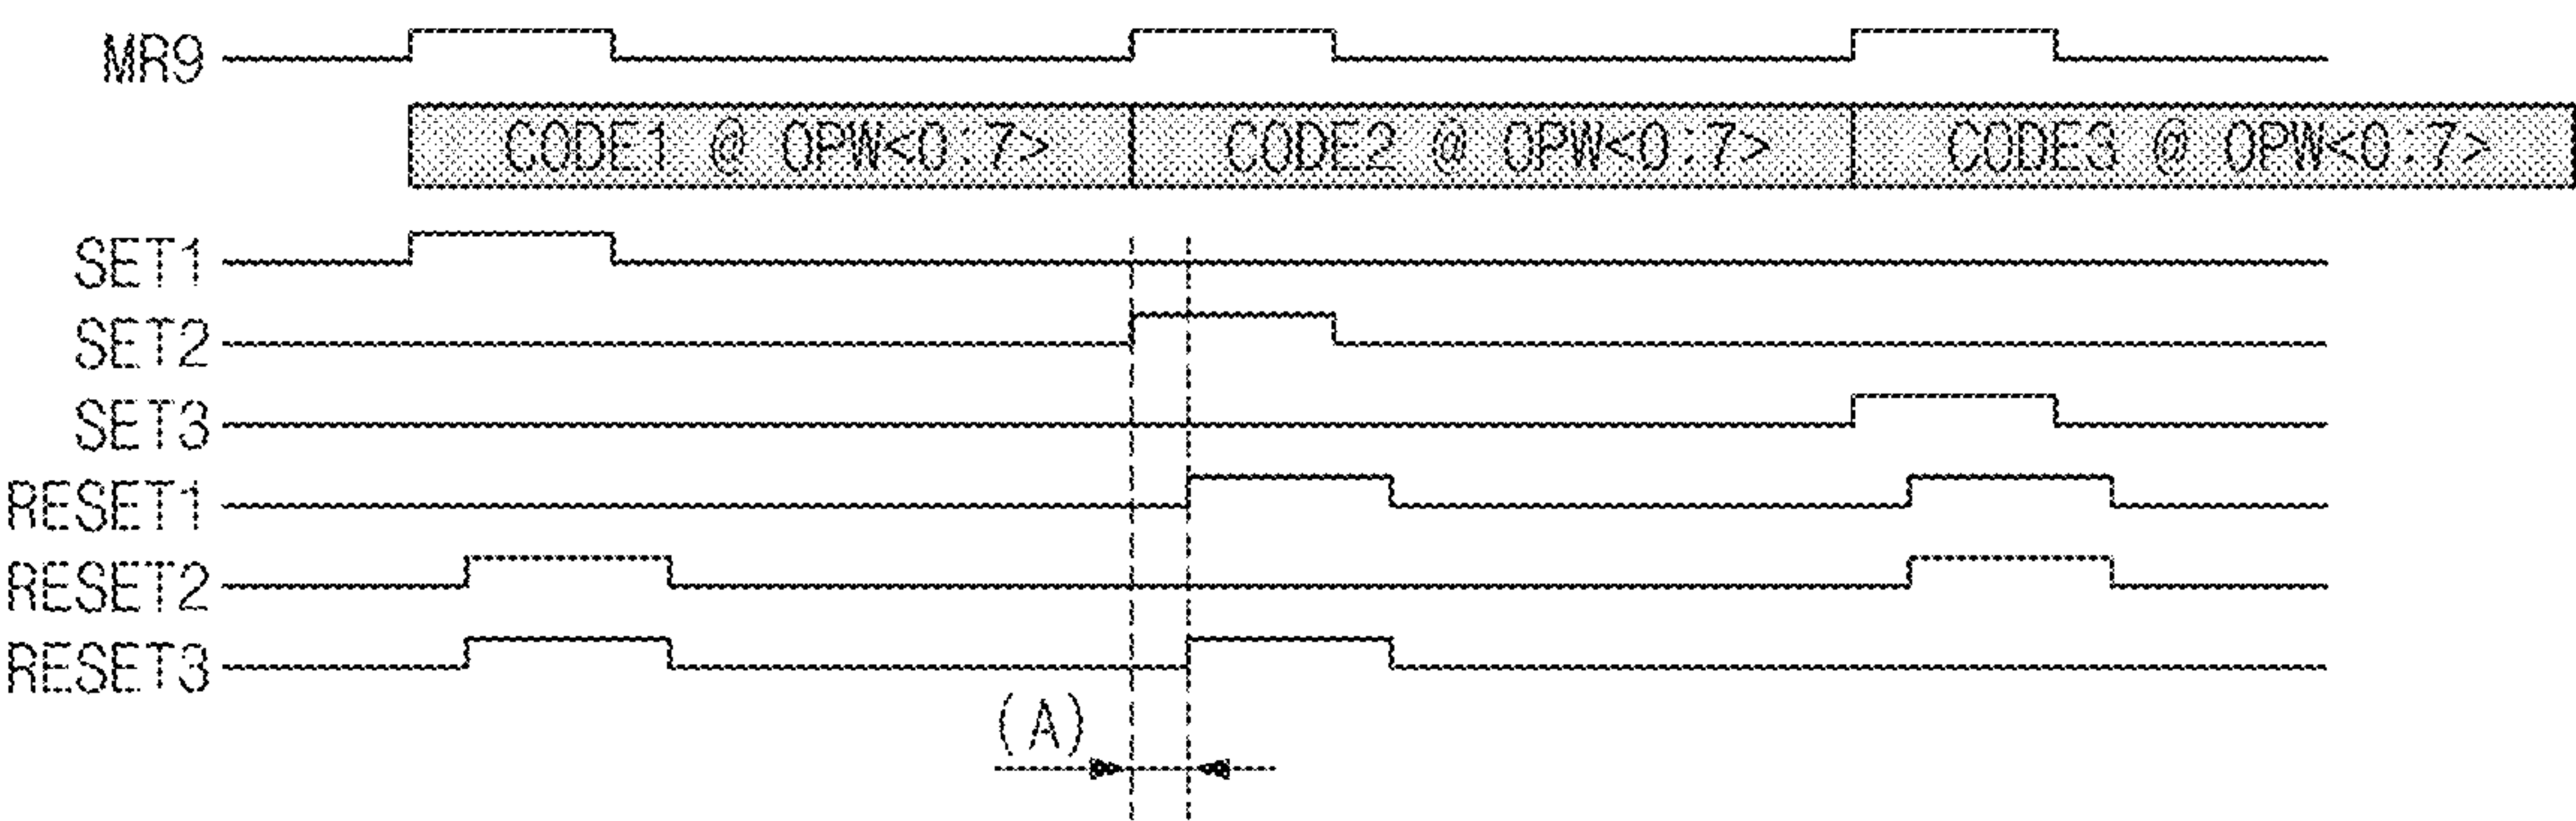 MR9
CODE1 @ OPW<0:7> CODE2 @ OPW<0:7> CODE3 @ OPW<0:7>
SET1
SET2
SET3
RESET1
RESET2
RESET3
(A)